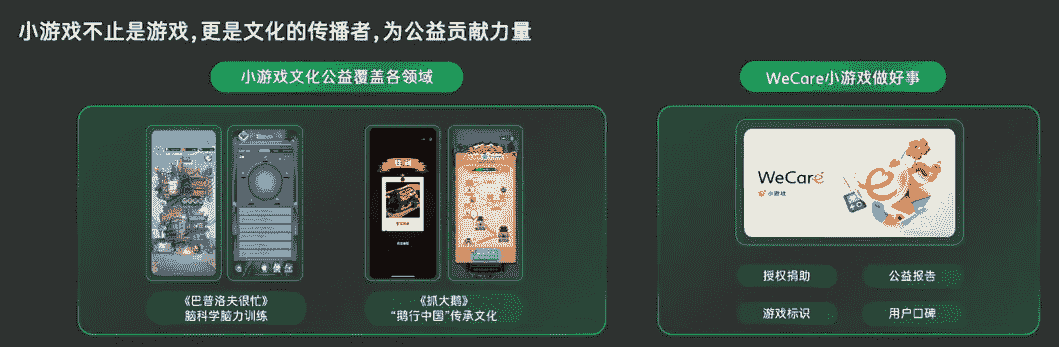 小游戏不止是游戏,更是文化的传播者,为公益贡献力量
小游戏文化公益覆盖各领域
《巴普洛夫很忙》
脑科学脑力训练
《抓大鹅》
“鹅行中国”传承文化
WeCare小游戏做好事
WeCare
小游戏
授权捐助
公益报告
游戏标识
用户口碑